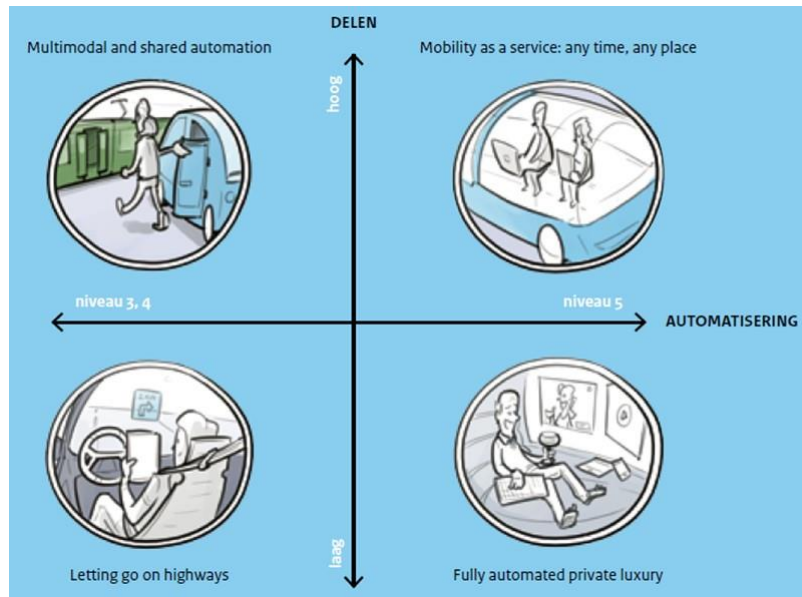 DELEN
Multimodal and shared automation
Mobility as a service: any time, any place
hoog
niveau 3, 4
niveau 5
AUTOMATISERING
laag
Letting go on highways
Fully automated private luxury